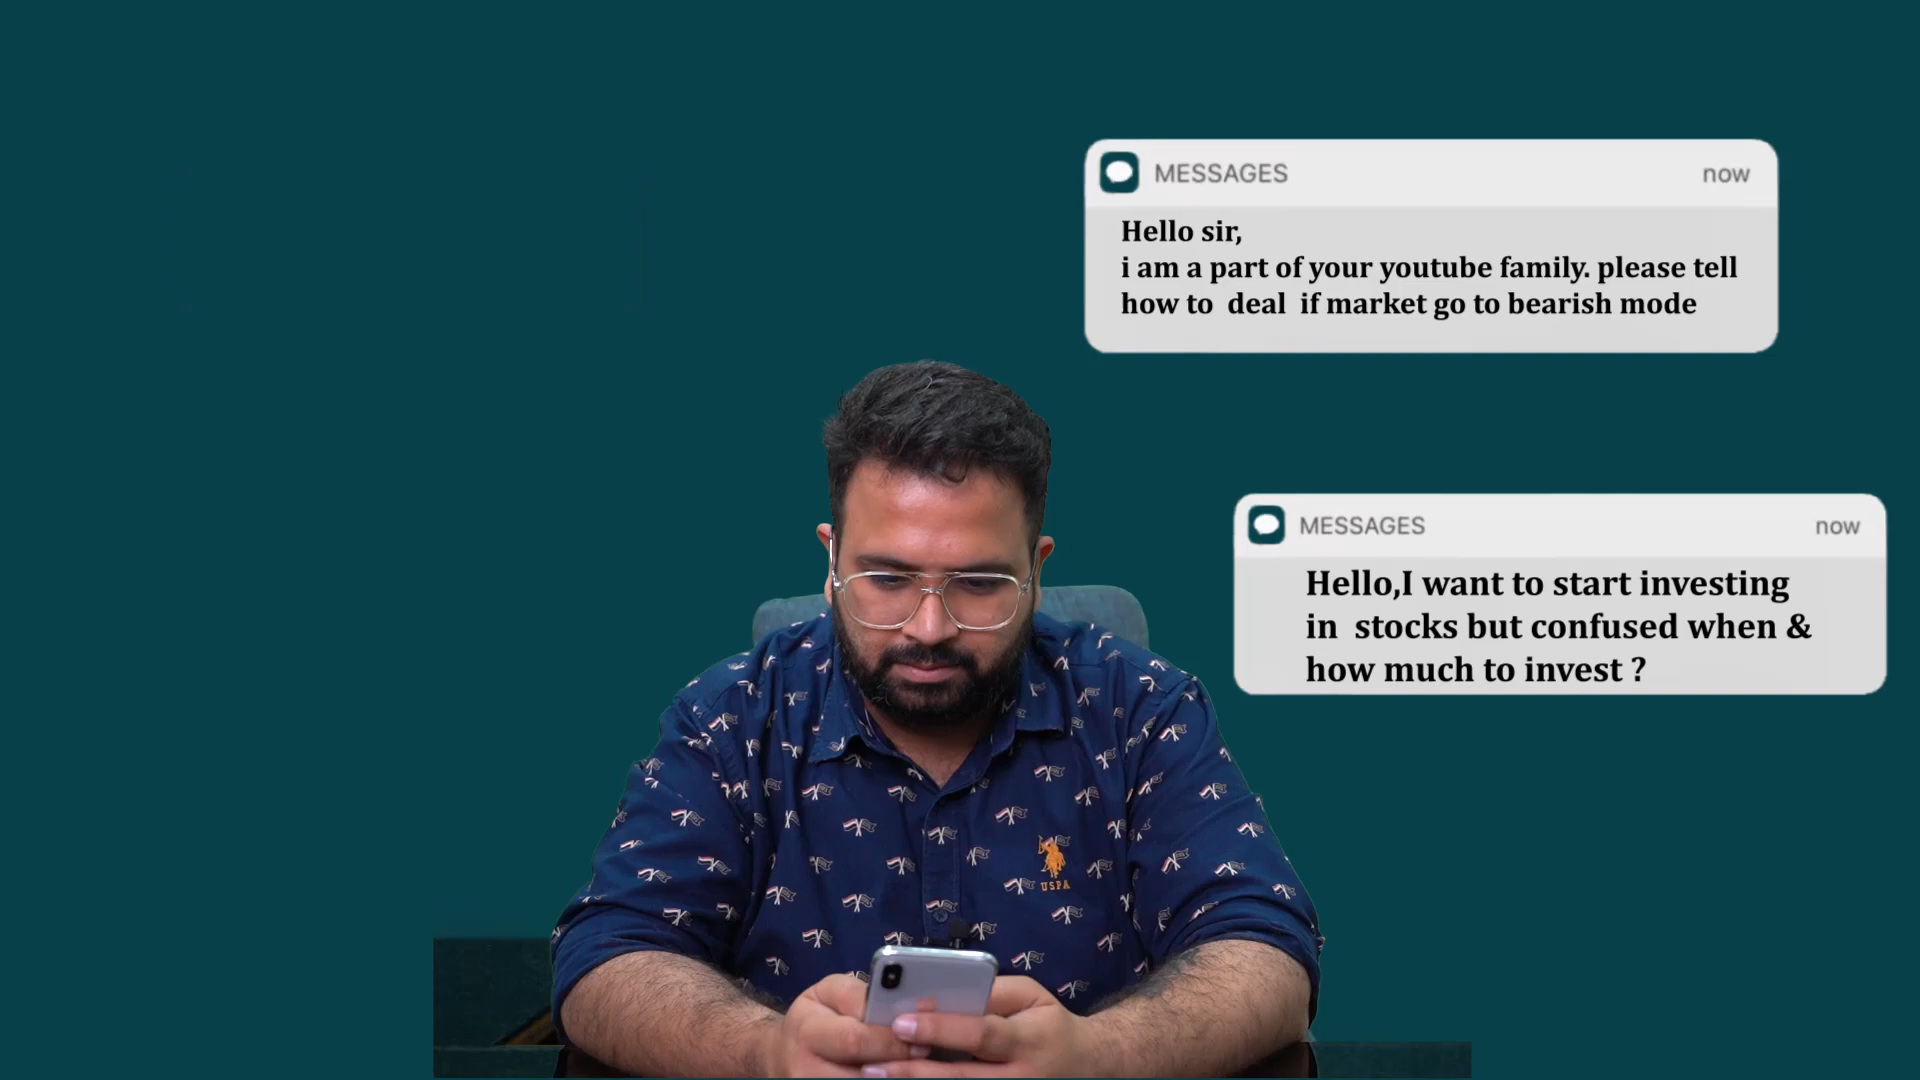 MESSAGES now
Hello sir,
i am a part of your youtube family. please tell
how to deal if market go to bearish mode
MESSAGES now
Hello,I want to start investing
in stocks but confused when &
how much to invest ?
USPA